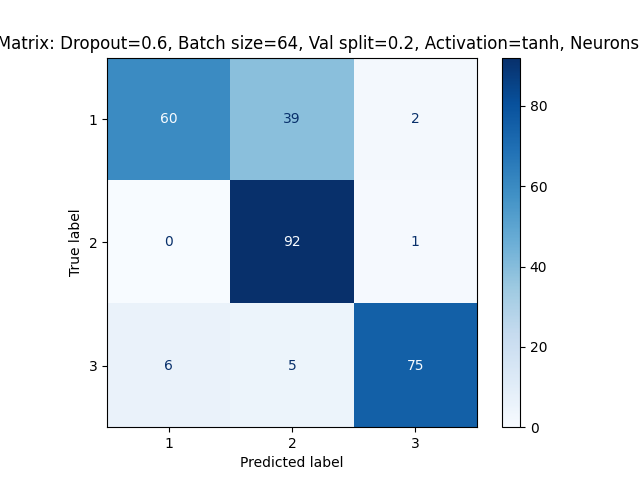 Matrix: Dropout=0.6, Batch size=64, Val split=0.2, Activation=tanh, Neurons
1 60 39 2
2 0 92 1
3 6 5 75
1 2 3
True label
Predicted label
80
60
40
20
0